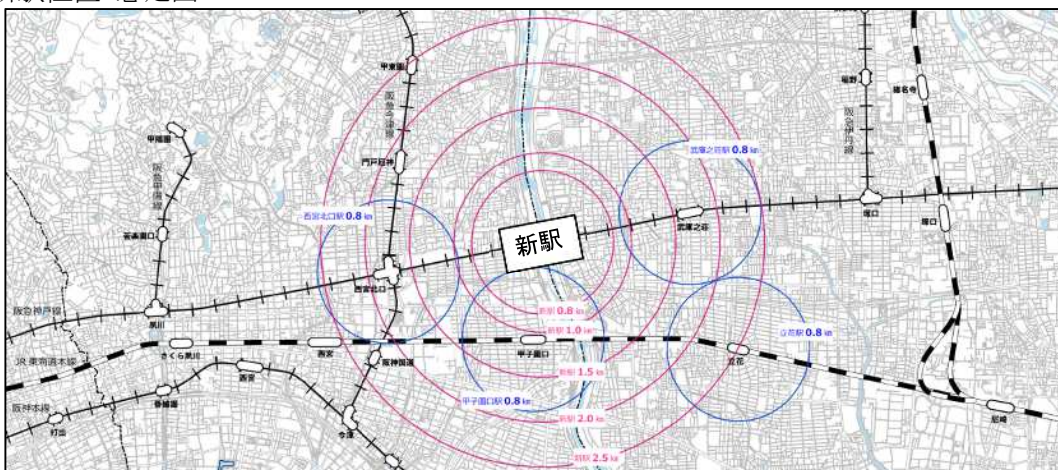 甲東園
稲野
猪名寺
甲陽園
阪急今津線
阪急伊丹線
門戸厄神
武庫之荘駅 0.8 km
阪急甲陽線
塚口
西宮北口駅 0.8 km
武庫之荘
塚口
苦楽園口
新駅
西宮北口
阪急神戸線
夙川
新駅 0.8 km
新駅 1.0 km
立花駅 0.8 km
さくら夙川
西宮
甲子園口
JR 東海道本線
阪神国道
立花
西宮
新駅 1.5 km
香櫨園
甲子園口駅 0.8 km
阪神本線
打出
今津
新駅 2.0 km
尼崎
新駅 2.5 km